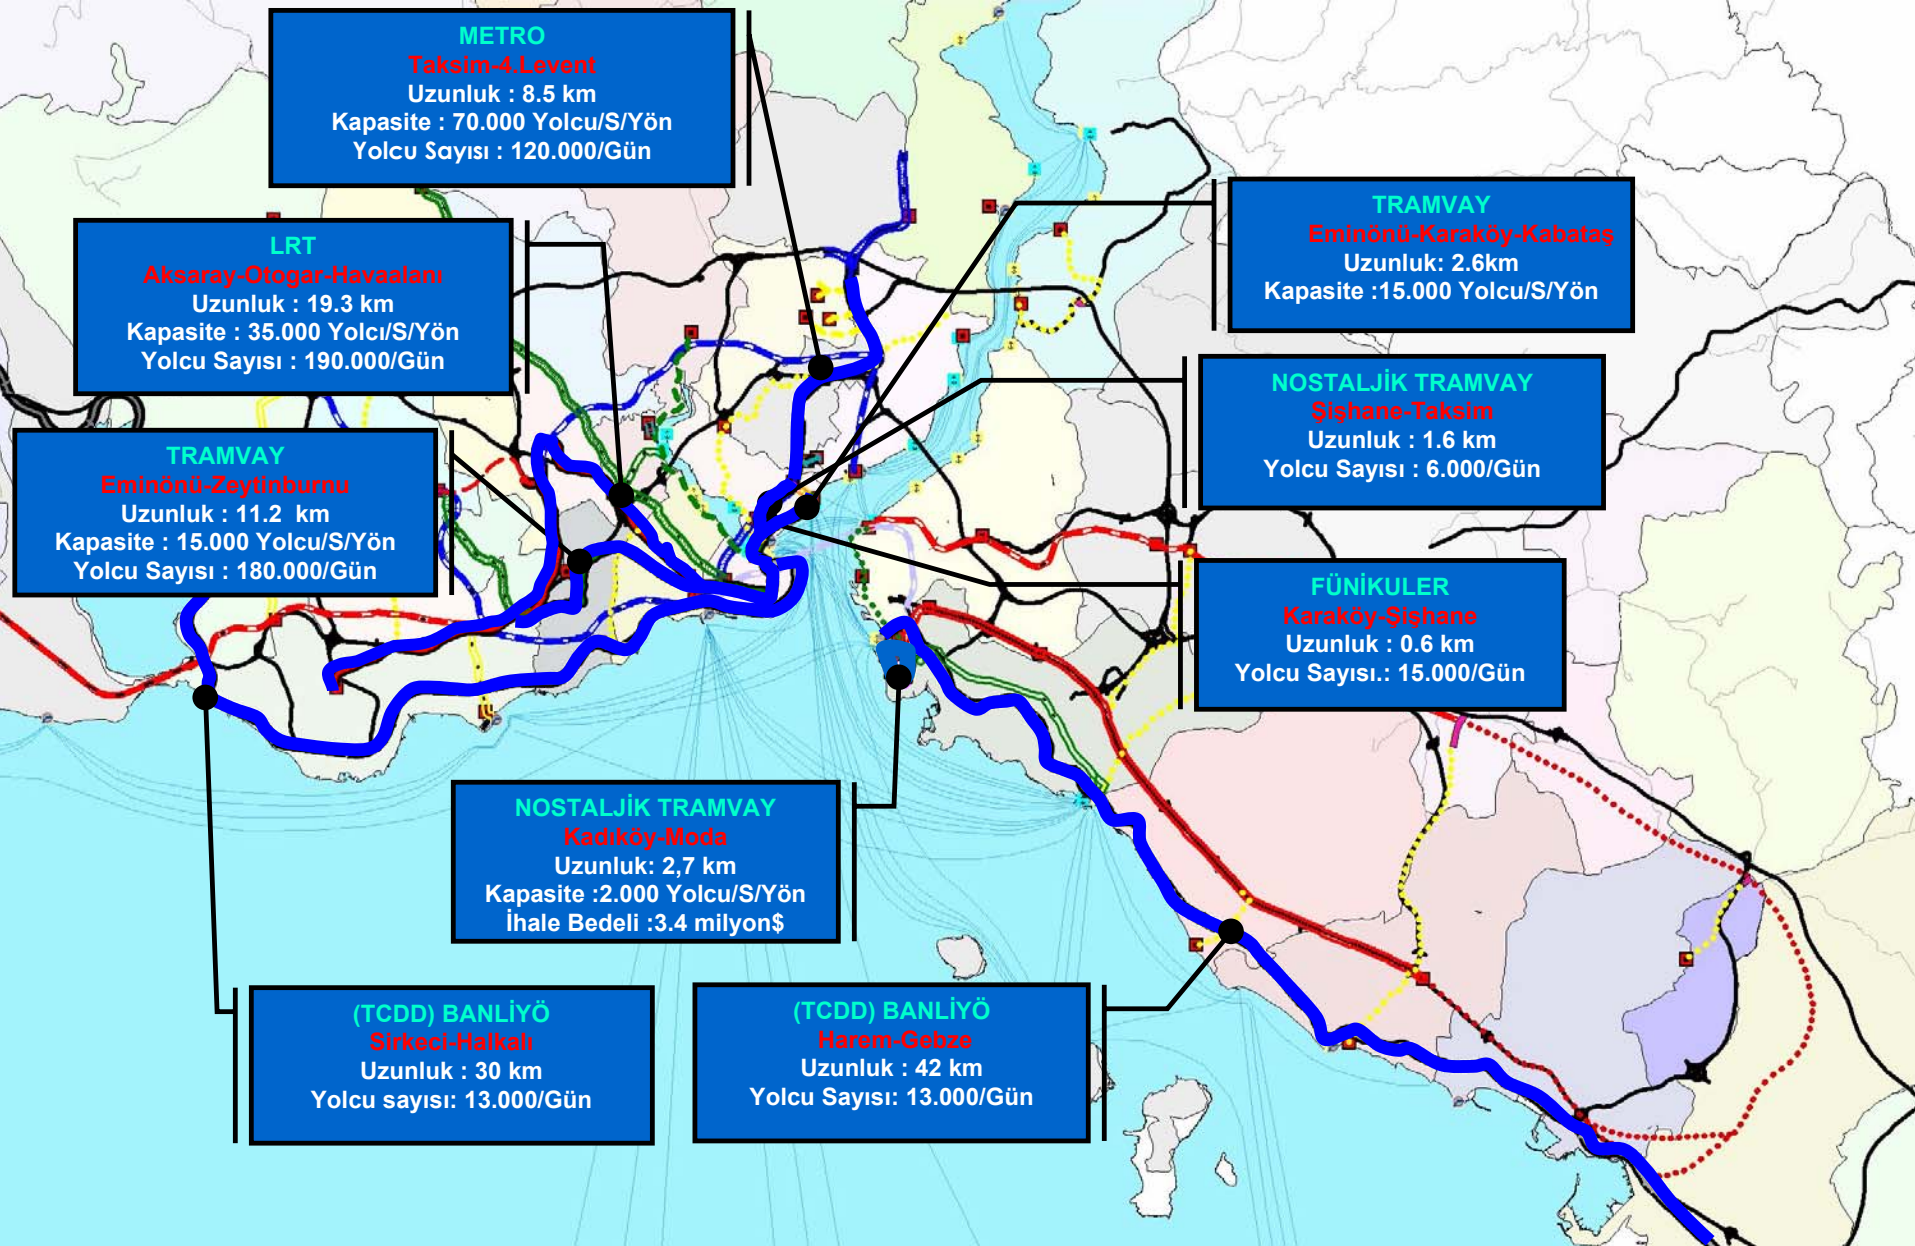 METRO
Taksim-4.Levent
Uzunluk : 8.5 km
Kapasite : 70.000 Yolcu/S/Yön
Yolcu Sayısı : 120.000/Gün
TRAMVAY
Eminönü-Karaköy-Kabataş
Uzunluk: 2.6km
Kapasite :15.000 Yolcu/S/Yön
LRT
Aksaray-Otogar-Havaalanı
Uzunluk : 19.3 km
Kapasite : 35.000 Yolcı/S/Yön
Yolcu Sayısı : 190.000/Gün
NOSTALJİK TRAMVAY
Şişhane-Taksim
Uzunluk : 1.6 km
Yolcu Sayısı : 6.000/Gün
TRAMVAY
Eminönü-Zeytinburnu
Uzunluk : 11.2 km
Kapasite : 15.000 Yolcu/S/Yön
Yolcu Sayısı : 180.000/Gün
FÜNİKULER
Karaköy-Şişhane
Uzunluk : 0.6 km
Yolcu Sayısı.: 15.000/Gün
NOSTALJİK TRAMVAY
Kadıköy-Moda
Uzunluk: 2,7 km
Kapasite :2.000 Yolcu/S/Yön
İhale Bedeli :3.4 milyon$
(TCDD) BANLİYÖ
Sirkeci-Halkalı
Uzunluk : 30 km
Yolcu sayısı: 13.000/Gün
(TCDD) BANLİYÖ
Harem-Gebze
Uzunluk : 42 km
Yolcu Sayısı: 13.000/Gün